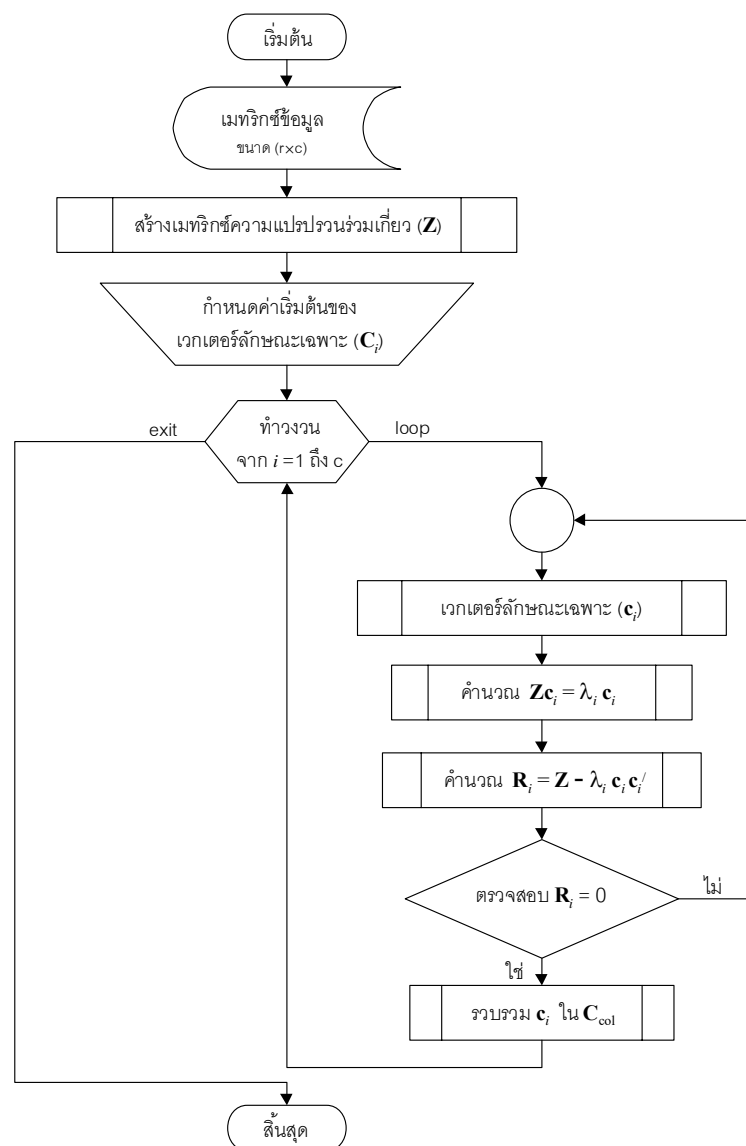 เริ่มต้น
เมทริกซ์ข้อมูล
ขนาด (r×c)
สร้างเมทริกซ์ความแปรปรวนร่วมเกี่ยว (Z)
กำหนดค่าเริ่มต้นของ
เวกเตอร์ลักษณะเฉพาะ (Cᵢ)
exit
ทำวงวน
จาก i =1 ถึง c
loop
เวกเตอร์ลักษณะเฉพาะ (cᵢ)
คำนวณ Zcᵢ = λᵢ cᵢ
คำนวณ Rᵢ = Z − λᵢ cᵢ cᵢ/
ตรวจสอบ Rᵢ = 0
ไม่
ใช่
รวบรวม cᵢ ใน C_col
สิ้นสุด